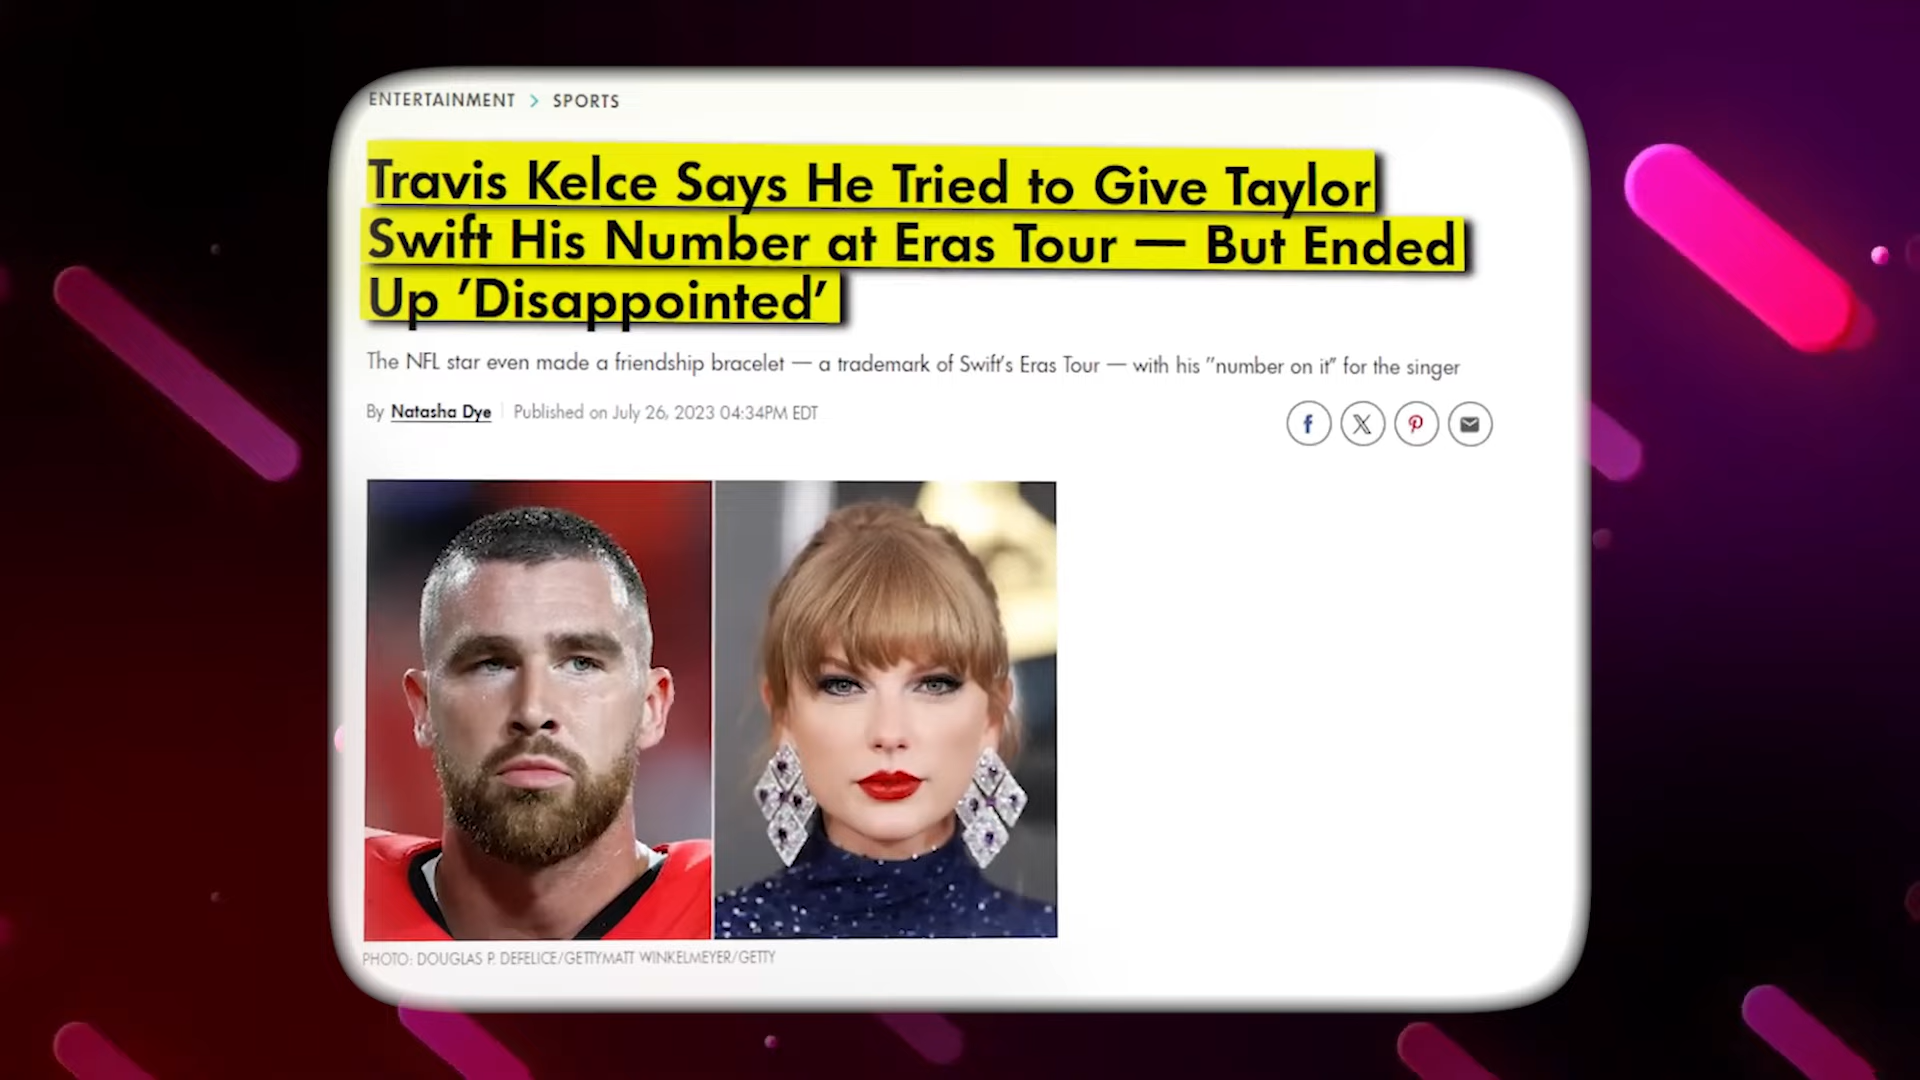 ENTERTAINMENT > SPORTS
Travis Kelce Says He Tried to Give Taylor
Swift His Number at Eras Tour — But Ended
Up 'Disappointed'
The NFL star even made a friendship bracelet — a trademark of Swift's Eras Tour — with his "number on it" for the singer
By Natasha Dye | Published on July 26, 2023 04:34PM EDT
PHOTO: DOUGLAS P. DEFELICE/GETTYMATT WINKELMEYER/GETTY